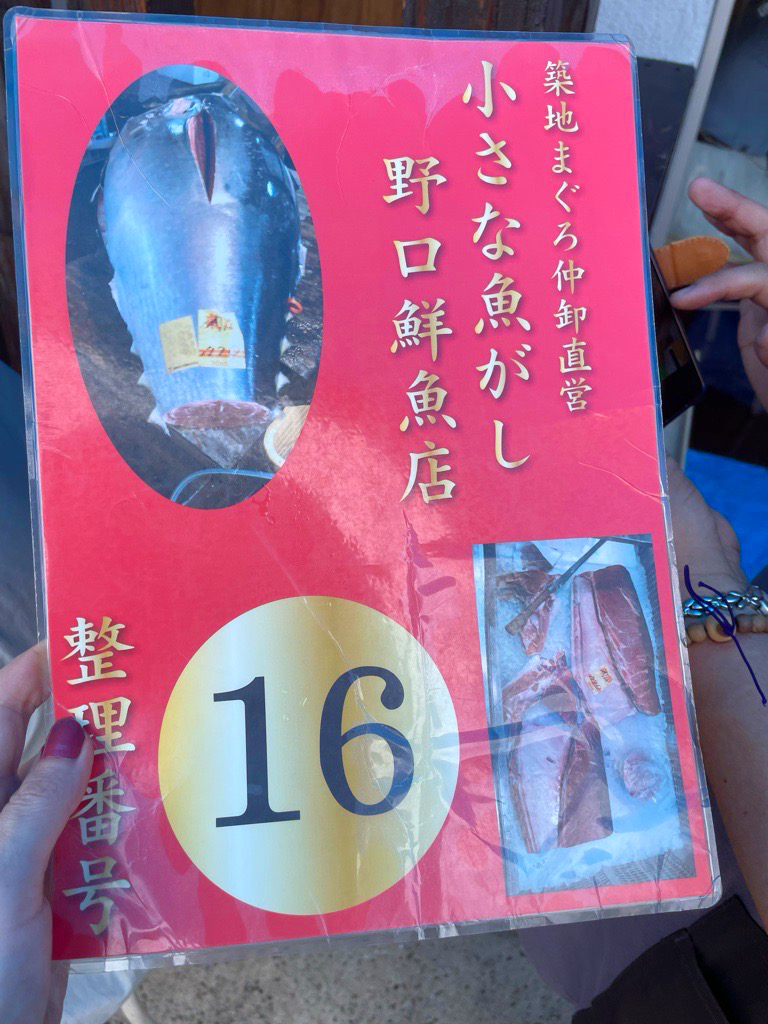 築地まぐろ仲卸直営
小さな魚がし
野口鮮魚店
整理番号
16